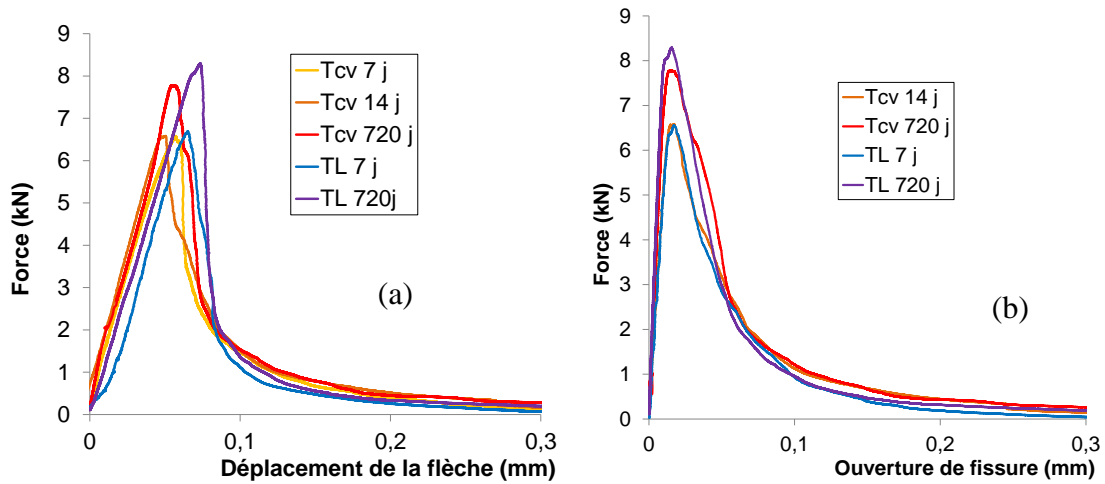 9
8
7
6
5
4
3
2
1
0
Force (kN)
0
0,1
0,2
0,3
Déplacement de la flèche (mm)
Tcv 7 j
Tcv 14 j
Tcv 720 j
TL 7 j
TL 720j
(a)
9
8
7
6
5
4
3
2
1
0
Force (kN)
0
0,1
0,2
0,3
Ouverture de fissure (mm)
Tcv 14 j
Tcv 720 j
TL 7 j
TL 720 j
(b)